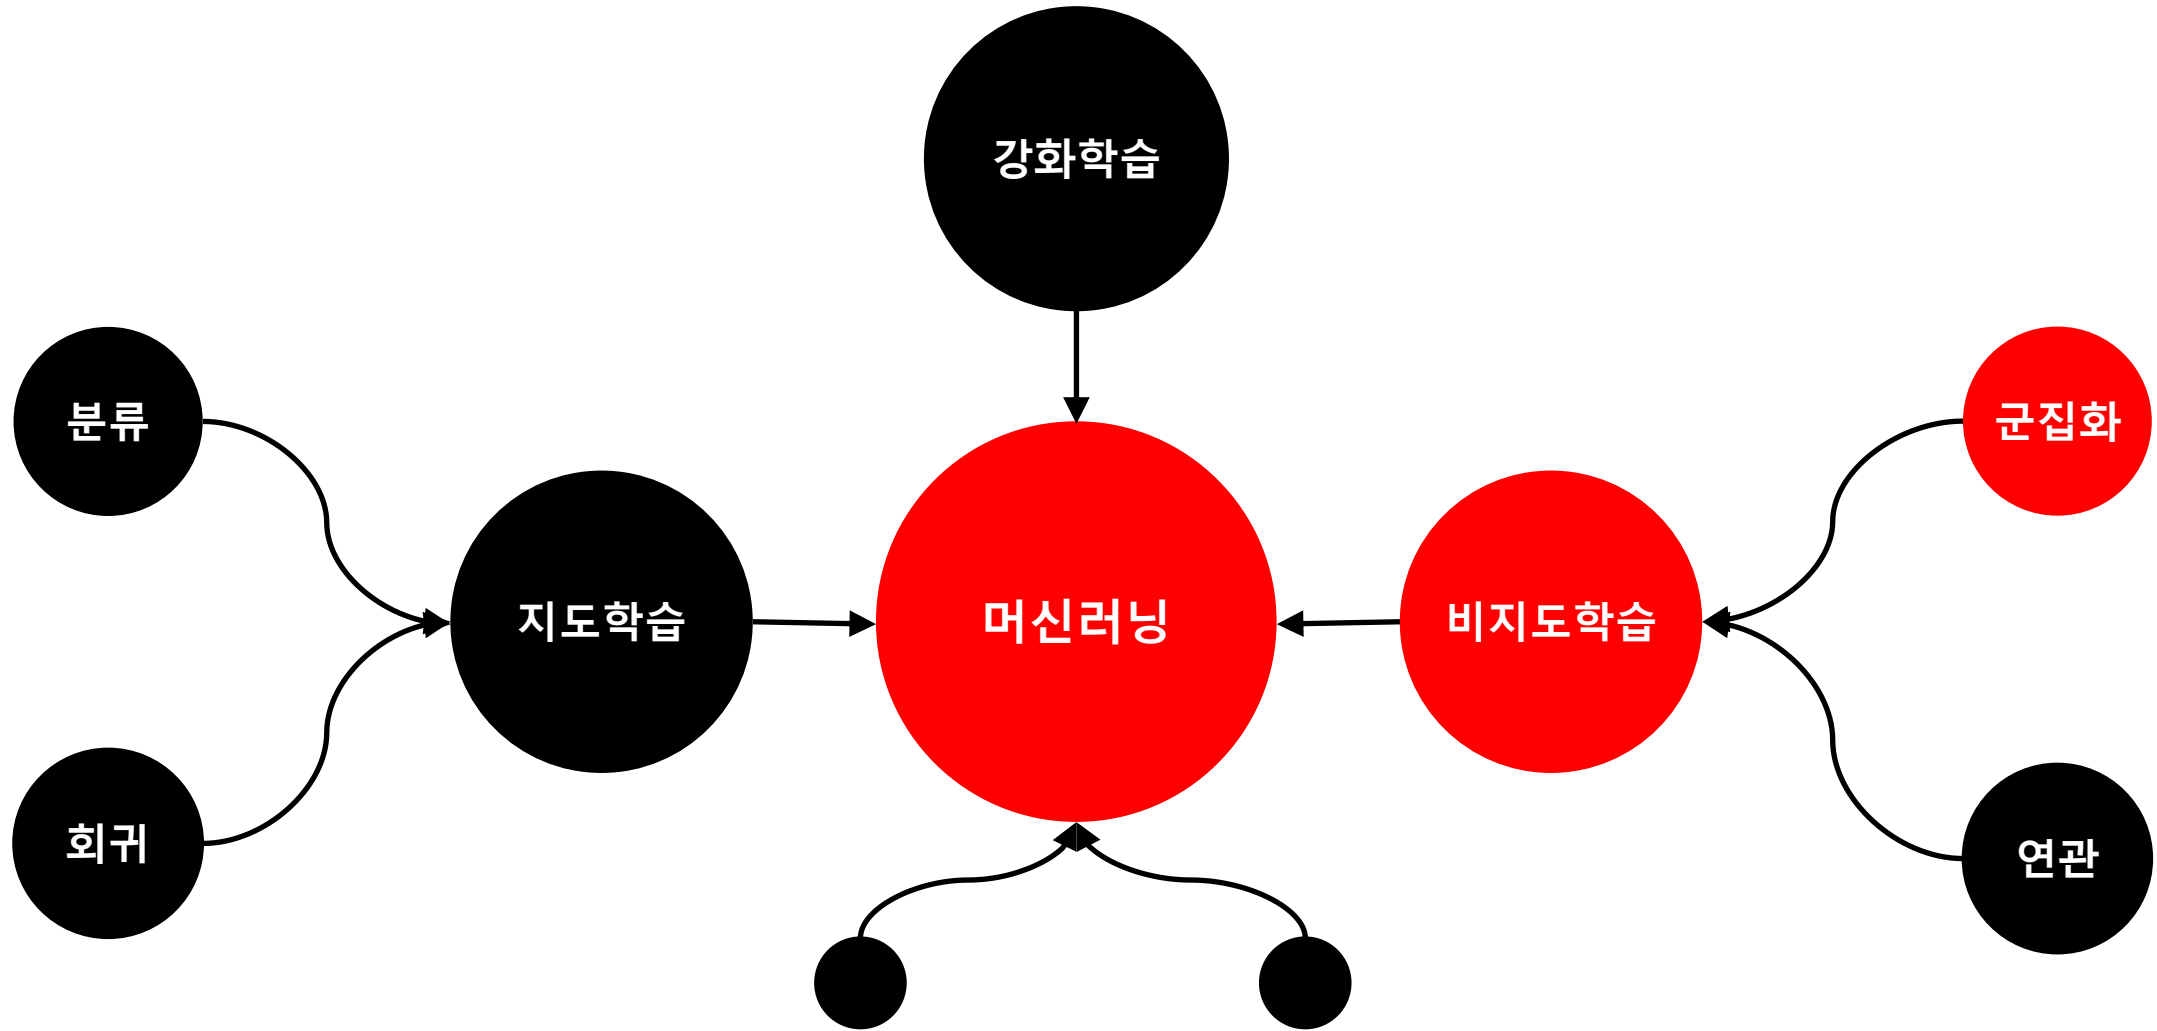 강화학습
분류
군집화
지도학습
머신러닝
비지도학습
회귀
연관